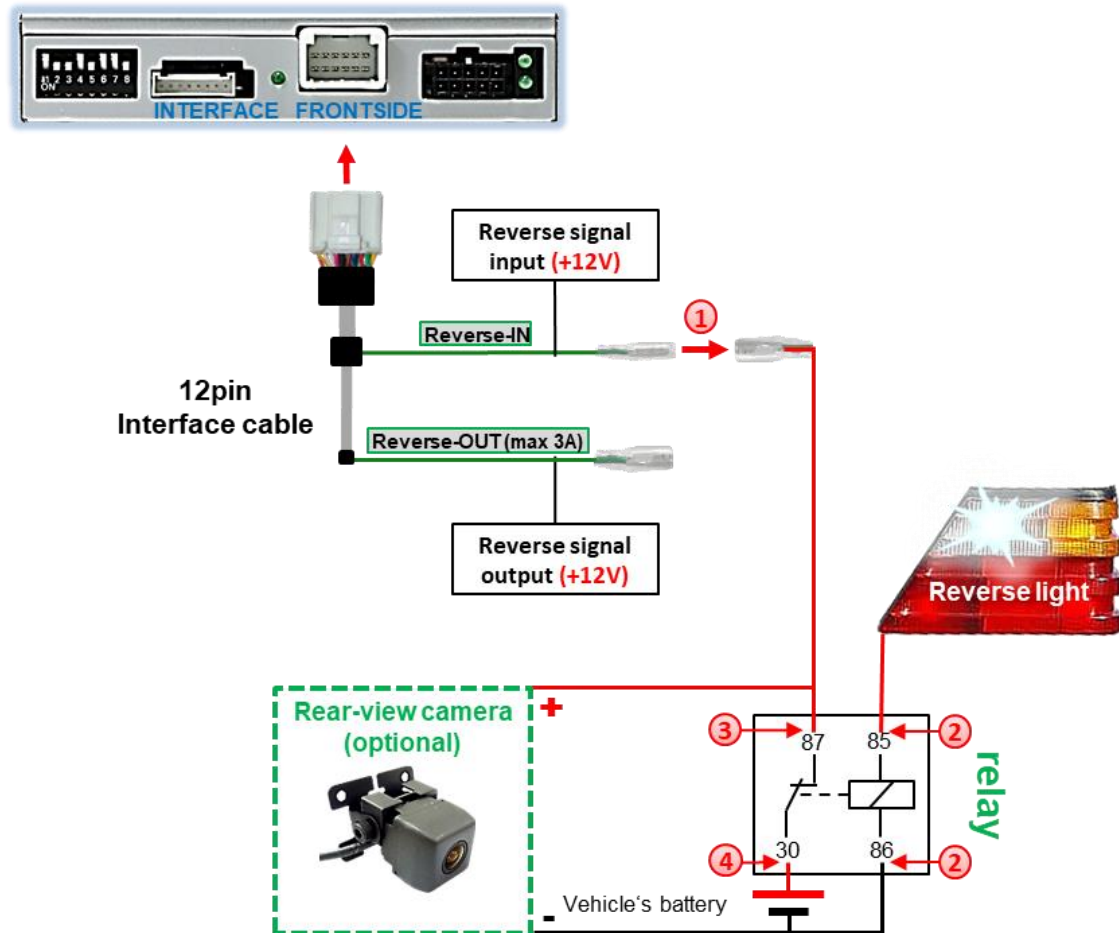 1 2 3 4 5 6 7 8
ON
INTERFACE FRONTSIDE
Reverse signal
input (+12V)
Reverse-IN
1
12pin
Interface cable
Reverse-OUT (max 3A)
Reverse signal
output (+12V)
Reverse light
Rear-view camera
(optional)
+
3
87
85
2
relay
4
30
86
2
-
Vehicle‘s battery